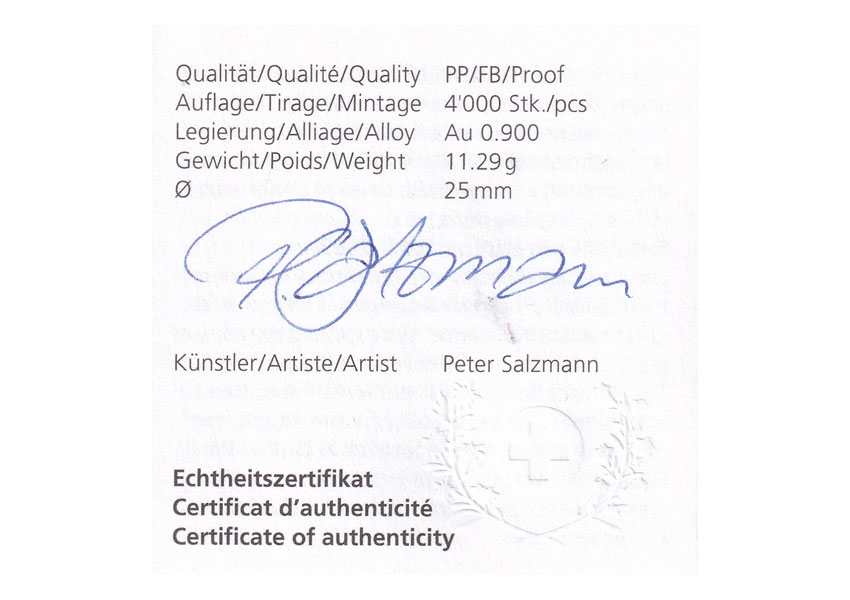 Qualität/Qualité/Quality PP/FB/Proof
Auflage/Tirage/Mintage 4'000 Stk./pcs
Legierung/Alliage/Alloy Au 0.900
Gewicht/Poids/Weight 11.29 g
Ø 25 mm
P. Salzmann
Künstler/Artiste/Artist Peter Salzmann
Echtheitszertifikat
Certificat d'authenticité
Certificate of authenticity